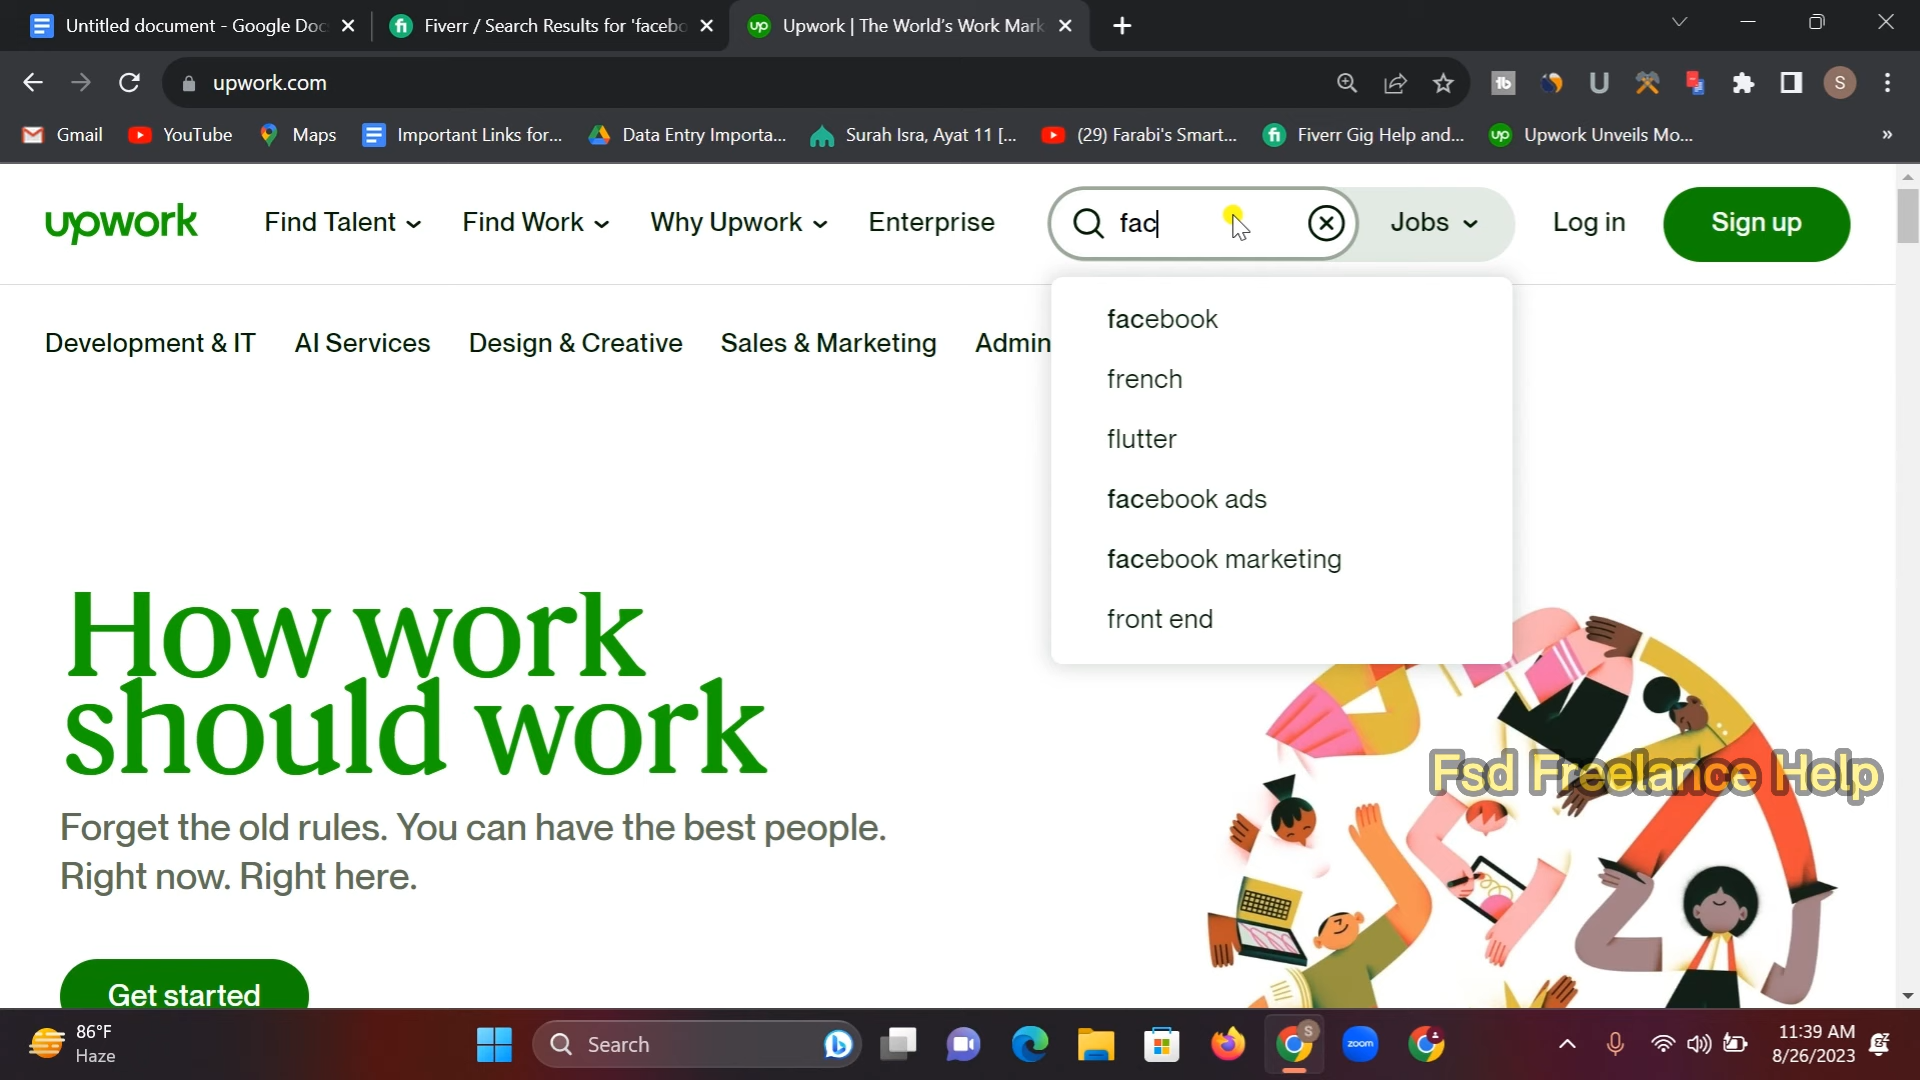 Untitled document - Google Doc
Fiverr / Search Results for 'facebo
up
Upwork | The World's Work Mark
upwork.com
S
Gmail
YouTube
Maps
Important Links for...
Data Entry Importa...
Surah Isra, Ayat 11 [...
(29) Farabi's Smart...
Fiverr Gig Help and...
Upwork Unveils Mo...
»
upwork
Find Talent
Find Work
Why Upwork
Enterprise
fac
Jobs
Log in
Sign up
Development & IT
AI Services
Design & Creative
Sales & Marketing
Admin
facebook
french
flutter
facebook ads
facebook marketing
front end
How work
should work
Forget the old rules. You can have the best people.
Right now. Right here.
Get started
Fsd Freelance Help
86°F
Haze
Search
zoom
11:39 AM
8/26/2023